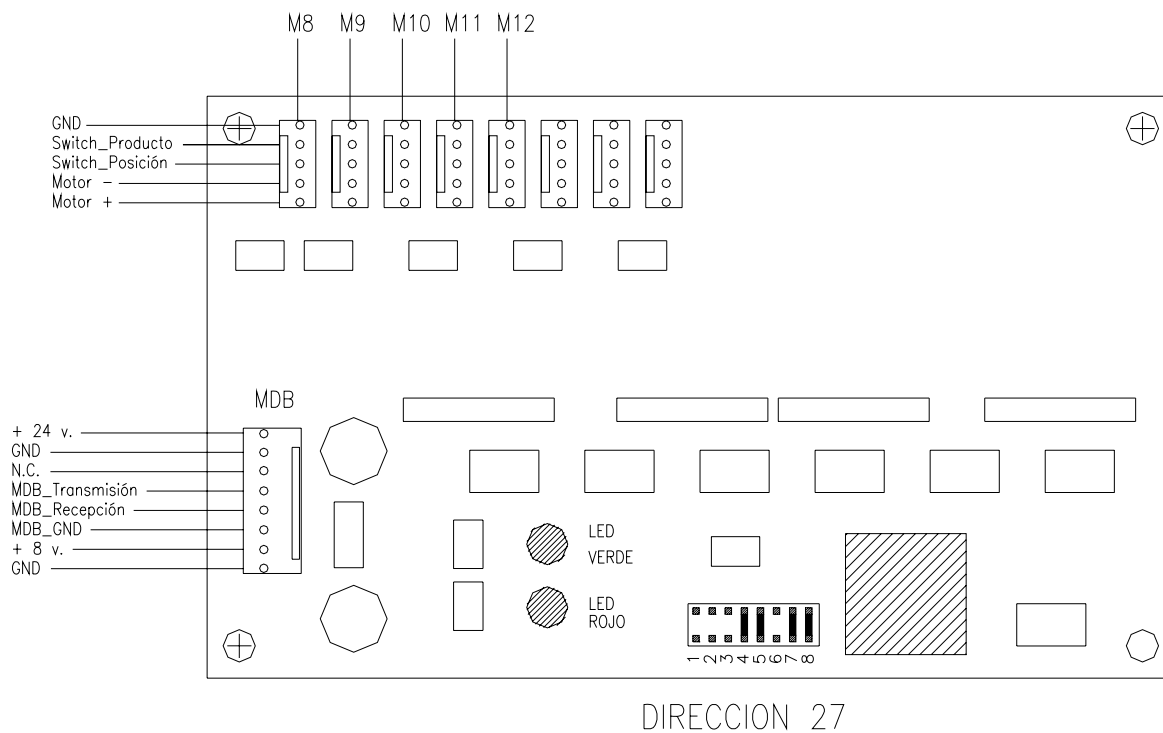 M8 M9 M10 M11 M12
GND
Switch_Producto
Switch_Posición
Motor -
Motor +
MDB
+ 24 v.
GND
N.C.
MDB_Transmisión
MDB_Recepción
MDB_GND
+ 8 v.
GND
LED
VERDE
LED
ROJO
1 2 3 4 5 6 7 8
DIRECCION 27